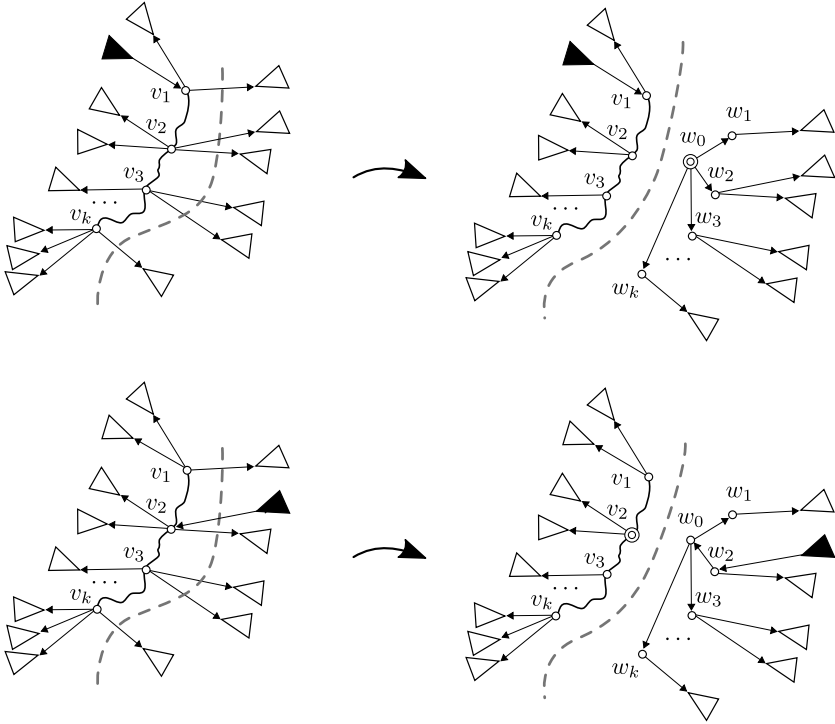 v₁
v₂
v₃
. . .
vₖ
v₁
v₂
v₃
. . .
vₖ
w₀
w₁
w₂
w₃
. . .
wₖ
v₁
v₂
v₃
. . .
vₖ
v₁
v₂
v₃
. . .
vₖ
w₀
w₁
w₂
w₃
. . .
wₖ